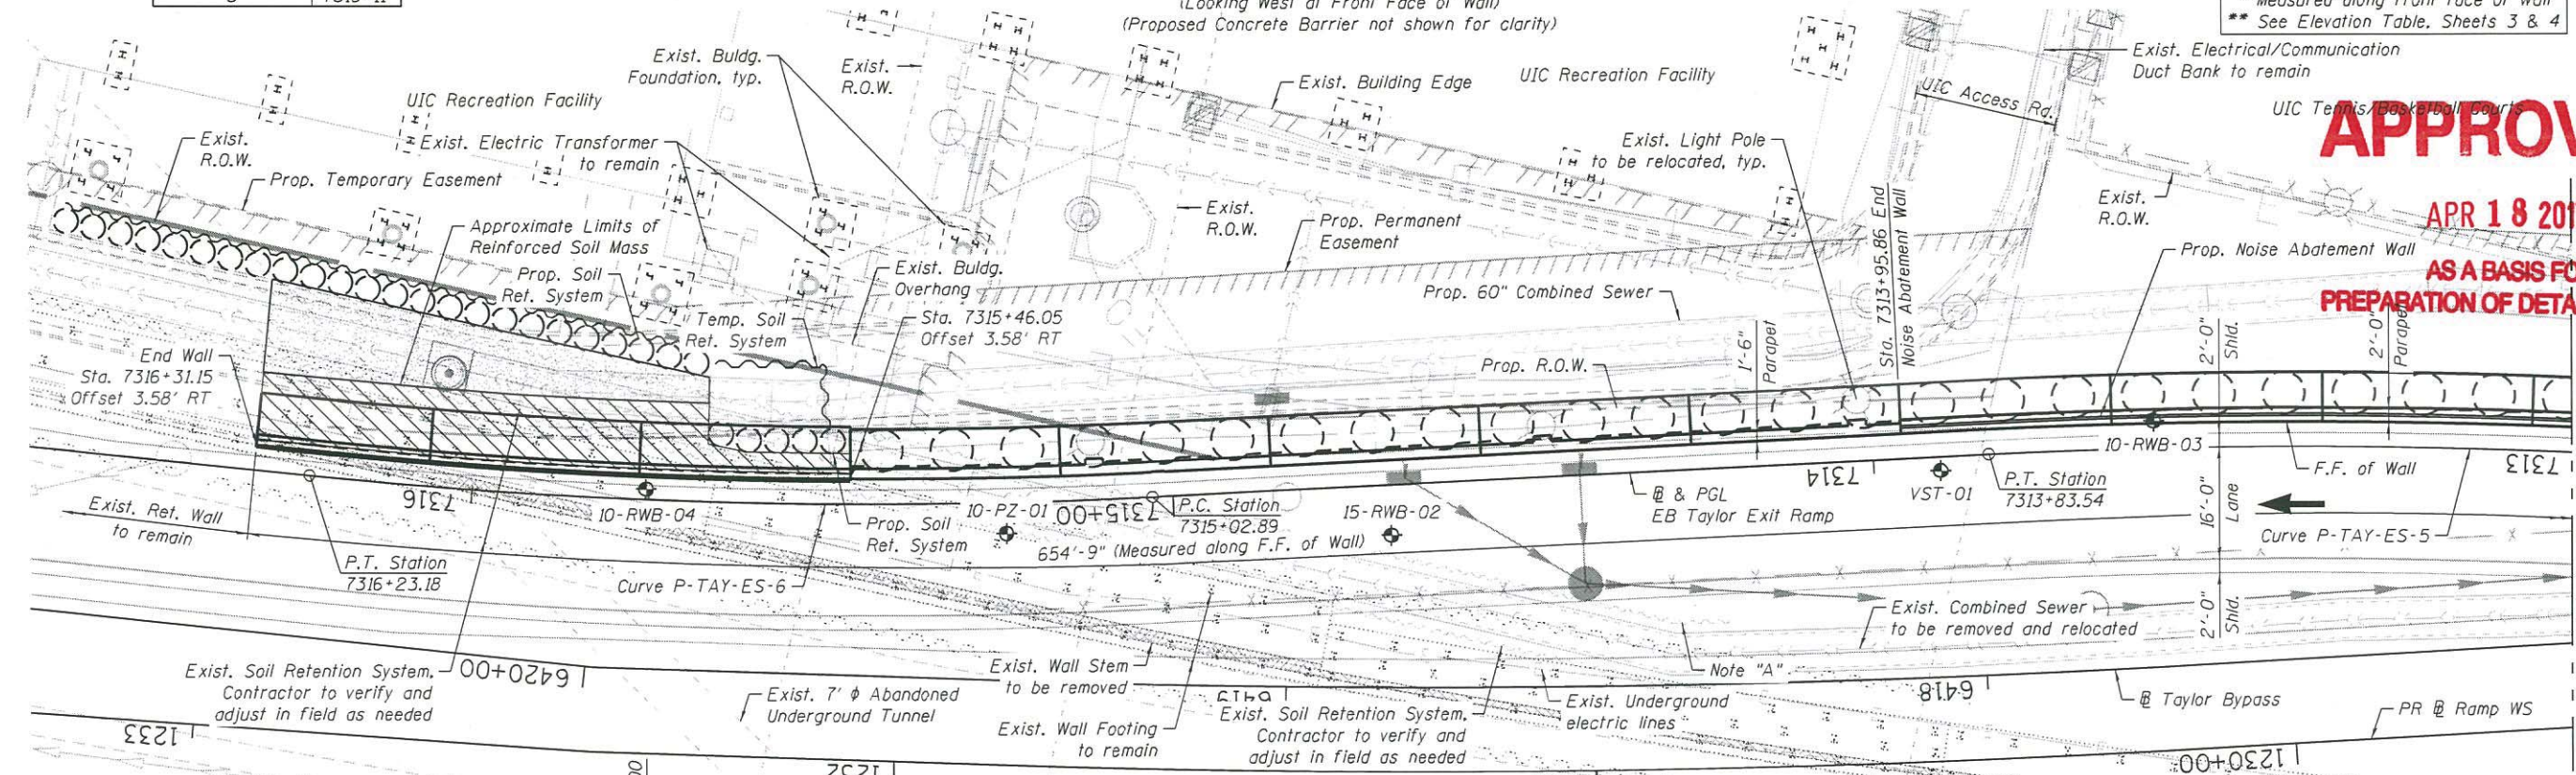 (Looking West at Front Face of Wall)
(Proposed Concrete Barrier not shown for clarity)
Measured along front face of wall
** See Elevation Table, Sheets 3 & 4
Exist. Buldg.
Foundation, typ.
Exist.
R.O.W.
UIC Recreation Facility
Exist. Electric Transformer
to remain
Exist.
R.O.W.
Prop. Temporary Easement
Approximate Limits of
Reinforced Soil Mass
Prop. Soil
Ret. System
Temp. Soil
Ret. System
Exist. Buldg.
Overhang
Sta. 7315+46.05
Offset 3.58' RT
End Wall
Sta. 7316+31.15
Offset 3.58' RT
Exist. Building Edge
UIC Recreation Facility
Exist.
R.O.W.
Prop. Permanent
Easement
Exist. Light Pole
to be relocated, typ.
UIC Access Rd.
Exist. Electrical/Communication
Duct Bank to remain
UIC Tennis/Basketball Courts
APPROV
APR 18 201
AS A BASIS FO
PREPARATION OF DETA
Exist.
R.O.W.
Prop. Noise Abatement Wall
Prop. 60" Combined Sewer
Prop. R.O.W.
1'-6"
Parapet
Sta. 7313+95.86 End
Noise Abatement Wall
2'-0"
Shld.
2'-0"
Parapet
10-RWB-03
F.F. of Wall
7313
16'-0"
Lane
Curve P-TAY-ES-5
2'-0"
Shld.
7314
VST-01
P.T. Station
7313+83.54
℄ & PGL
EB Taylor Exit Ramp
15-RWB-02
P.C. Station
7315+02.89
7315+00
10-PZ-01
654'-9" (Measured along F.F. of Wall)
Prop. Soil
Ret. System
10-RWB-04
7316
Exist. Ret. Wall
to remain
P.T. Station
7316+23.18
Curve P-TAY-ES-6
Exist. Combined Sewer
to be removed and relocated
Exist. Soil Retention System.
Contractor to verify and
adjust in field as needed
6420+00
Exist. 7' ϕ Abandoned
Underground Tunnel
Exist. Wall Stem
to be removed
Exist. Wall Footing
to remain
6419
Exist. Soil Retention System.
Contractor to verify and
adjust in field as needed
Exist. Underground
electric lines
Note "A"
6418
℄ Taylor Bypass
PR ℄ Ramp WS
1233
1232
1230+00